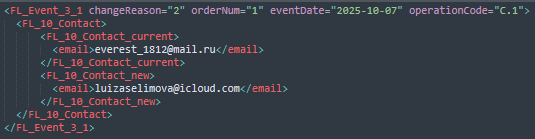 <FL_Event_3_1 changeReason="2" orderNum="1" eventDate="2025-10-07" operationCode="C.1">
<FL_10_Contact>
<FL_10_Contact_current>
<email>everest_1812@mail.ru</email>
</FL_10_Contact_current>
<FL_10_Contact_new>
<email>luizaselimova@icloud.com</email>
</FL_10_Contact_new>
</FL_10_Contact>
</FL_Event_3_1>